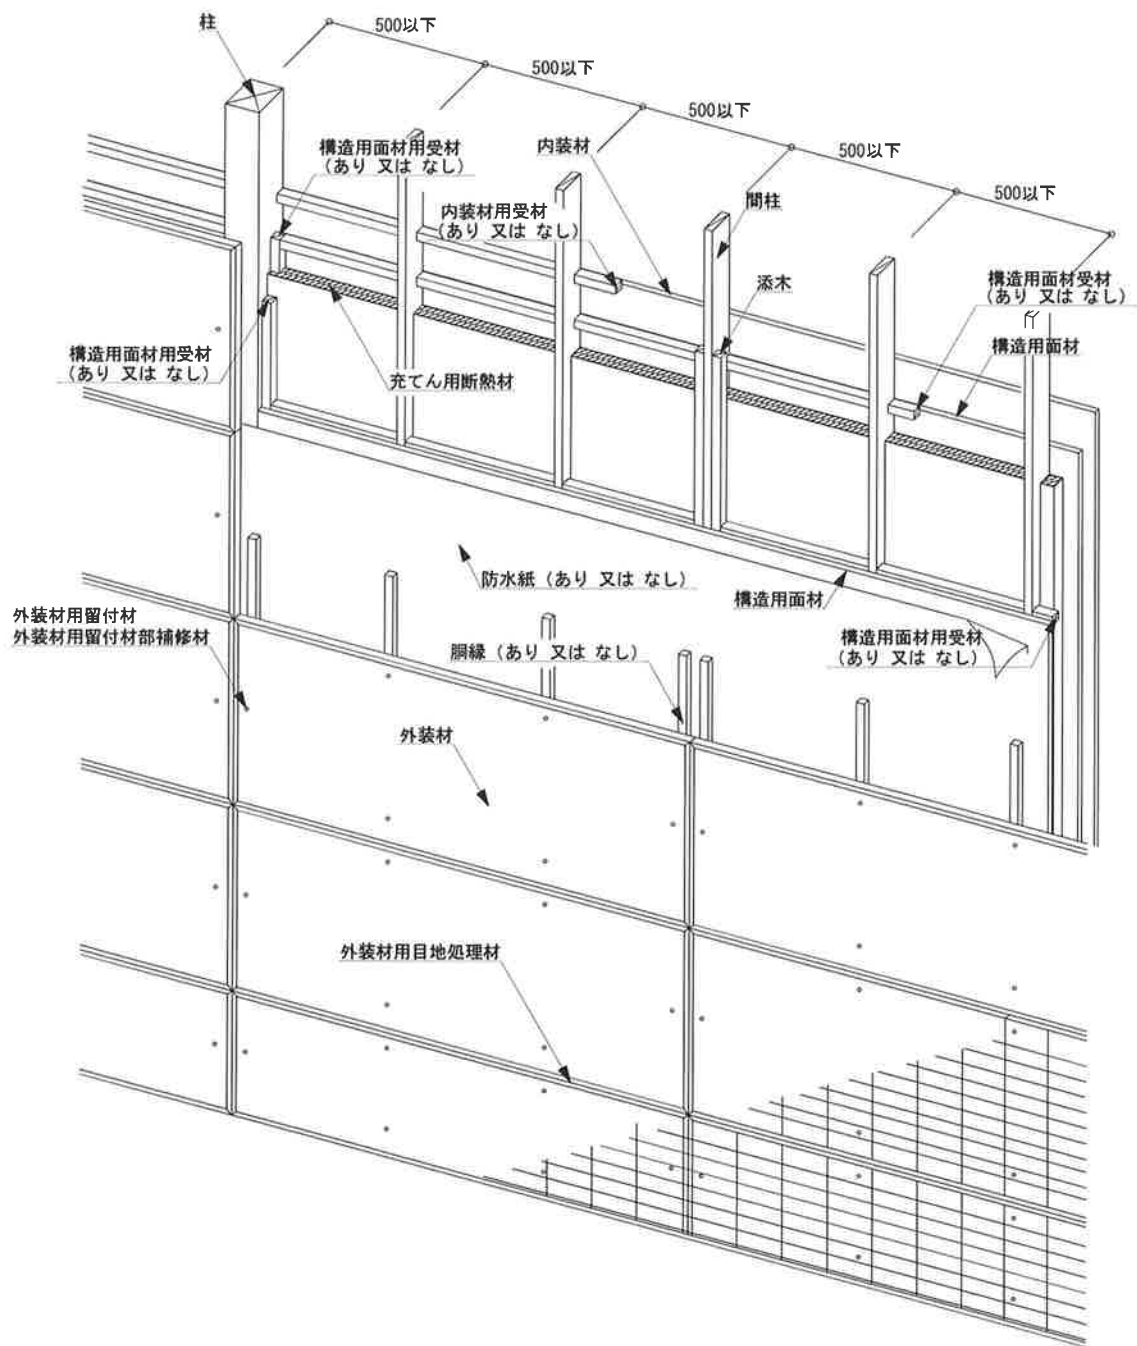 柱
500以下
500以下
500以下
500以下
500以下
構造用面材用受材
(あり 又は なし)
内装材
内装材用受材
(あり 又は なし)
間柱
添木
構造用面材受材
(あり 又は なし)
構造用面材
構造用面材用受材
(あり 又は なし)
充てん用断熱材
防水紙 (あり 又は なし)
構造用面材
外装材用留付材
外装材用留付材部補修材
胴縁 (あり 又は なし)
構造用面材用受材
(あり 又は なし)
外装材
外装材用目地処理材